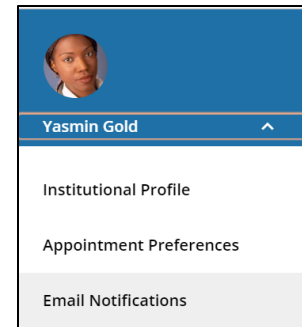 Yasmin Gold
Institutional Profile
Appointment Preferences
Email Notifications